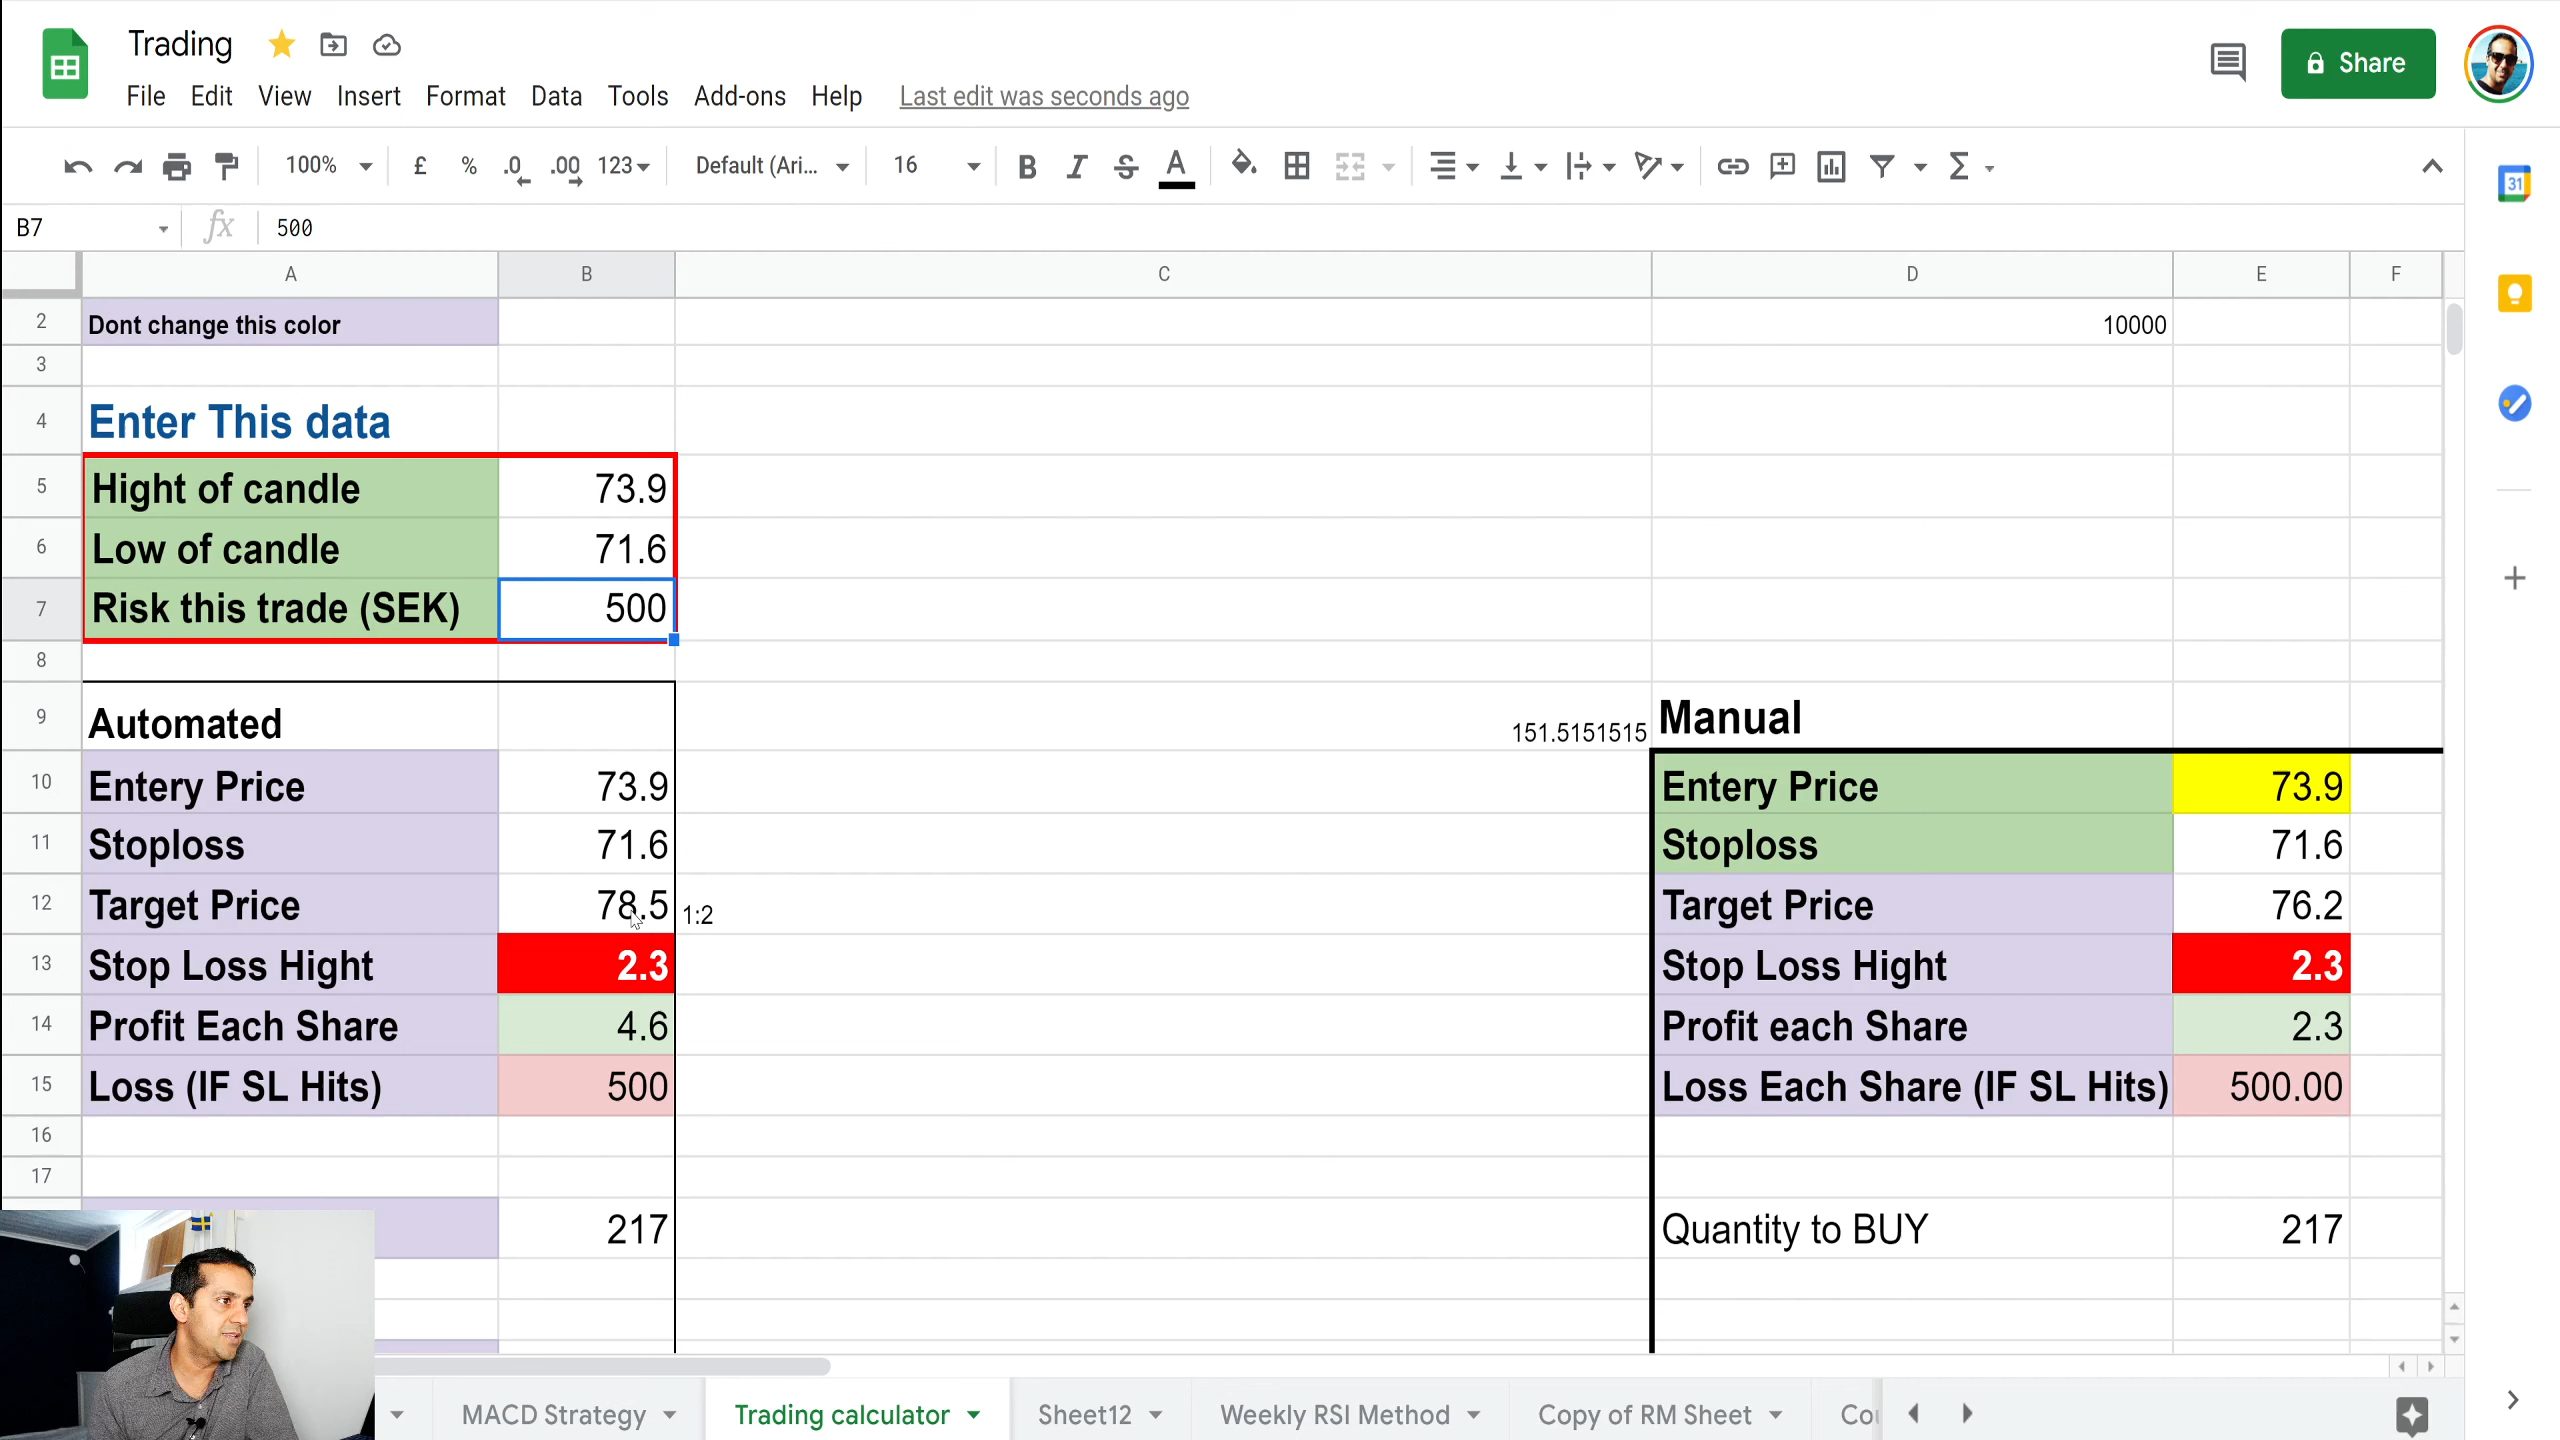 Trading
Share
File Edit View Insert Format Data Tools Add-ons Help Last edit was seconds ago
100% £ % .0 .00 123 Default (Ari... 16 B I S A Σ
31
B7 fx 500
A B C D E F
2 Dont change this color 10000
3
4 Enter This data
5 Hight of candle 73.9
6 Low of candle 71.6
7 Risk this trade (SEK) 500
8
9 Automated 151.5151515 Manual
10 Entery Price 73.9 Entery Price 73.9
11 Stoploss 71.6 Stoploss 71.6
12 Target Price 78.5 1:2 Target Price 76.2
13 Stop Loss Hight 2.3 Stop Loss Hight 2.3
14 Profit Each Share 4.6 Profit each Share 2.3
15 Loss (IF SL Hits) 500 Loss Each Share (IF SL Hits) 500.00
16
17
217 Quantity to BUY 217
MACD Strategy Trading calculator Sheet12 Weekly RSI Method Copy of RM Sheet